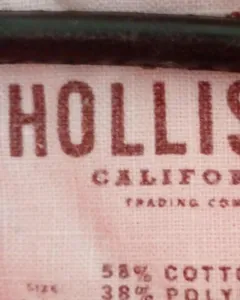 HOLLIS
CALIFOR
TRADING COM
58% COTTO
38% POLY
SIZE